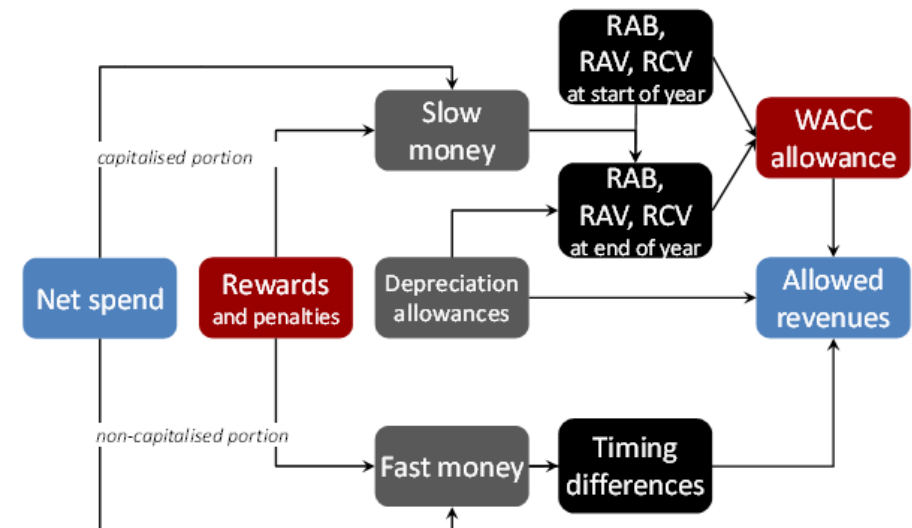 RAB,
RAV, RCV
at start of year
Slow
money
WACC
allowance
capitalised portion
RAB,
RAV, RCV
at end of year
Net spend
Rewards
and penalties
Depreciation
allowances
Allowed
revenues
non-capitalised portion
Fast money
Timing
differences